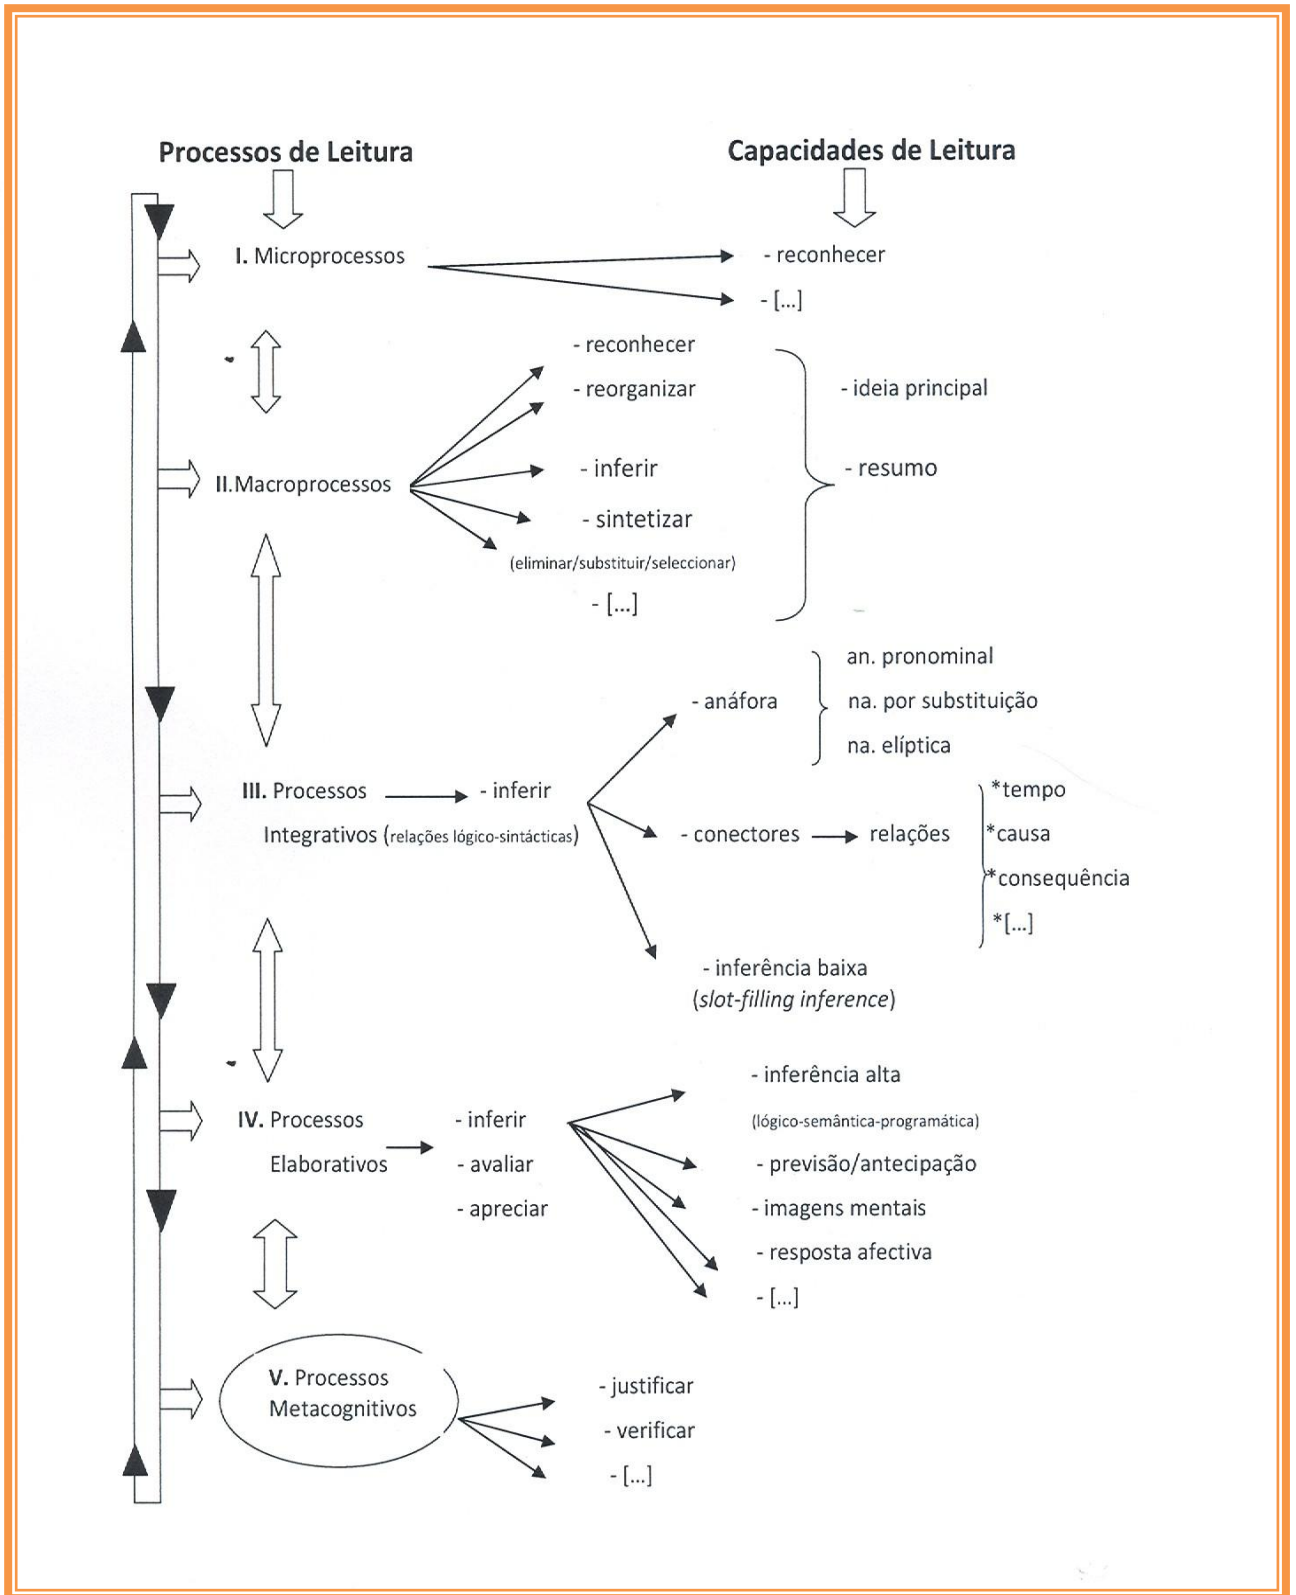 Processos de Leitura
Capacidades de Leitura
I. Microprocessos
- reconhecer
- [...]
- reconhecer
- reorganizar
- ideia principal
II.Macroprocessos
- inferir
- resumo
- sintetizar
(eliminar/substituir/seleccionar)
- [...]
an. pronominal
- anáfora
na. por substituição
na. elíptica
III. Processos
- inferir
*tempo
Integrativos (relações lógico-sintácticas)
- conectores
relações
*causa
*consequência
*[...]
- inferência baixa
(slot-filling inference)
- inferência alta
IV. Processos
- inferir
(lógico-semântica-programática)
Elaborativos
- avaliar
- previsão/antecipação
- apreciar
- imagens mentais
- resposta afectiva
- [...]
V. Processos
Metacognitivos
- justificar
- verificar
- [...]